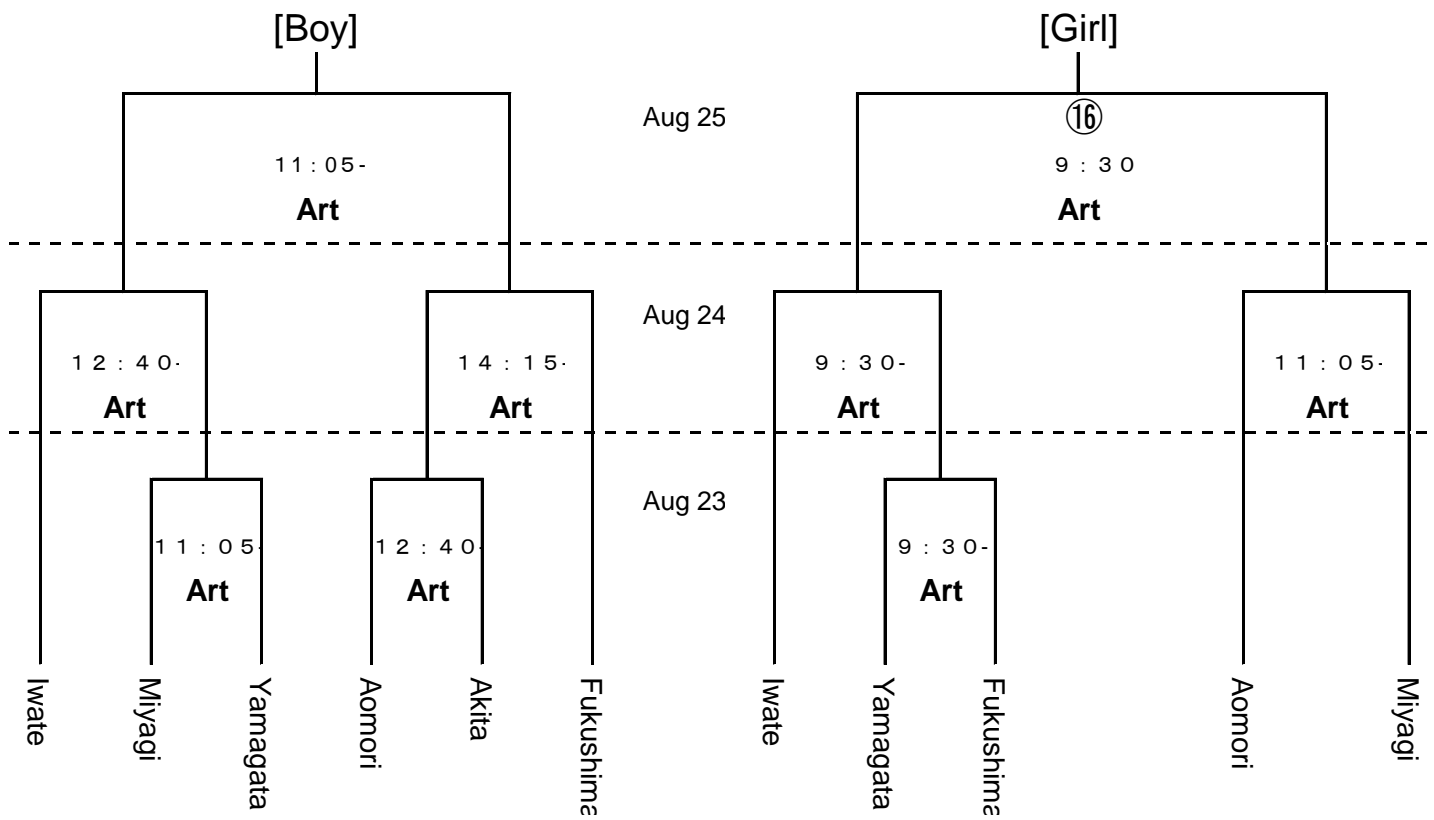 [Boy] [Girl]
Aug 25
⑯
11:05- 9:30
Art Art
Aug 24
12:40- 14:15- 9:30- 11:05-
Art Art Art Art
Aug 23
11:05- 12:40- 9:30-
Art Art Art
Iwate Miyagi Yamagata Aomori Akita Fukushima Iwate Yamagata Fukushima Aomori Miyagi